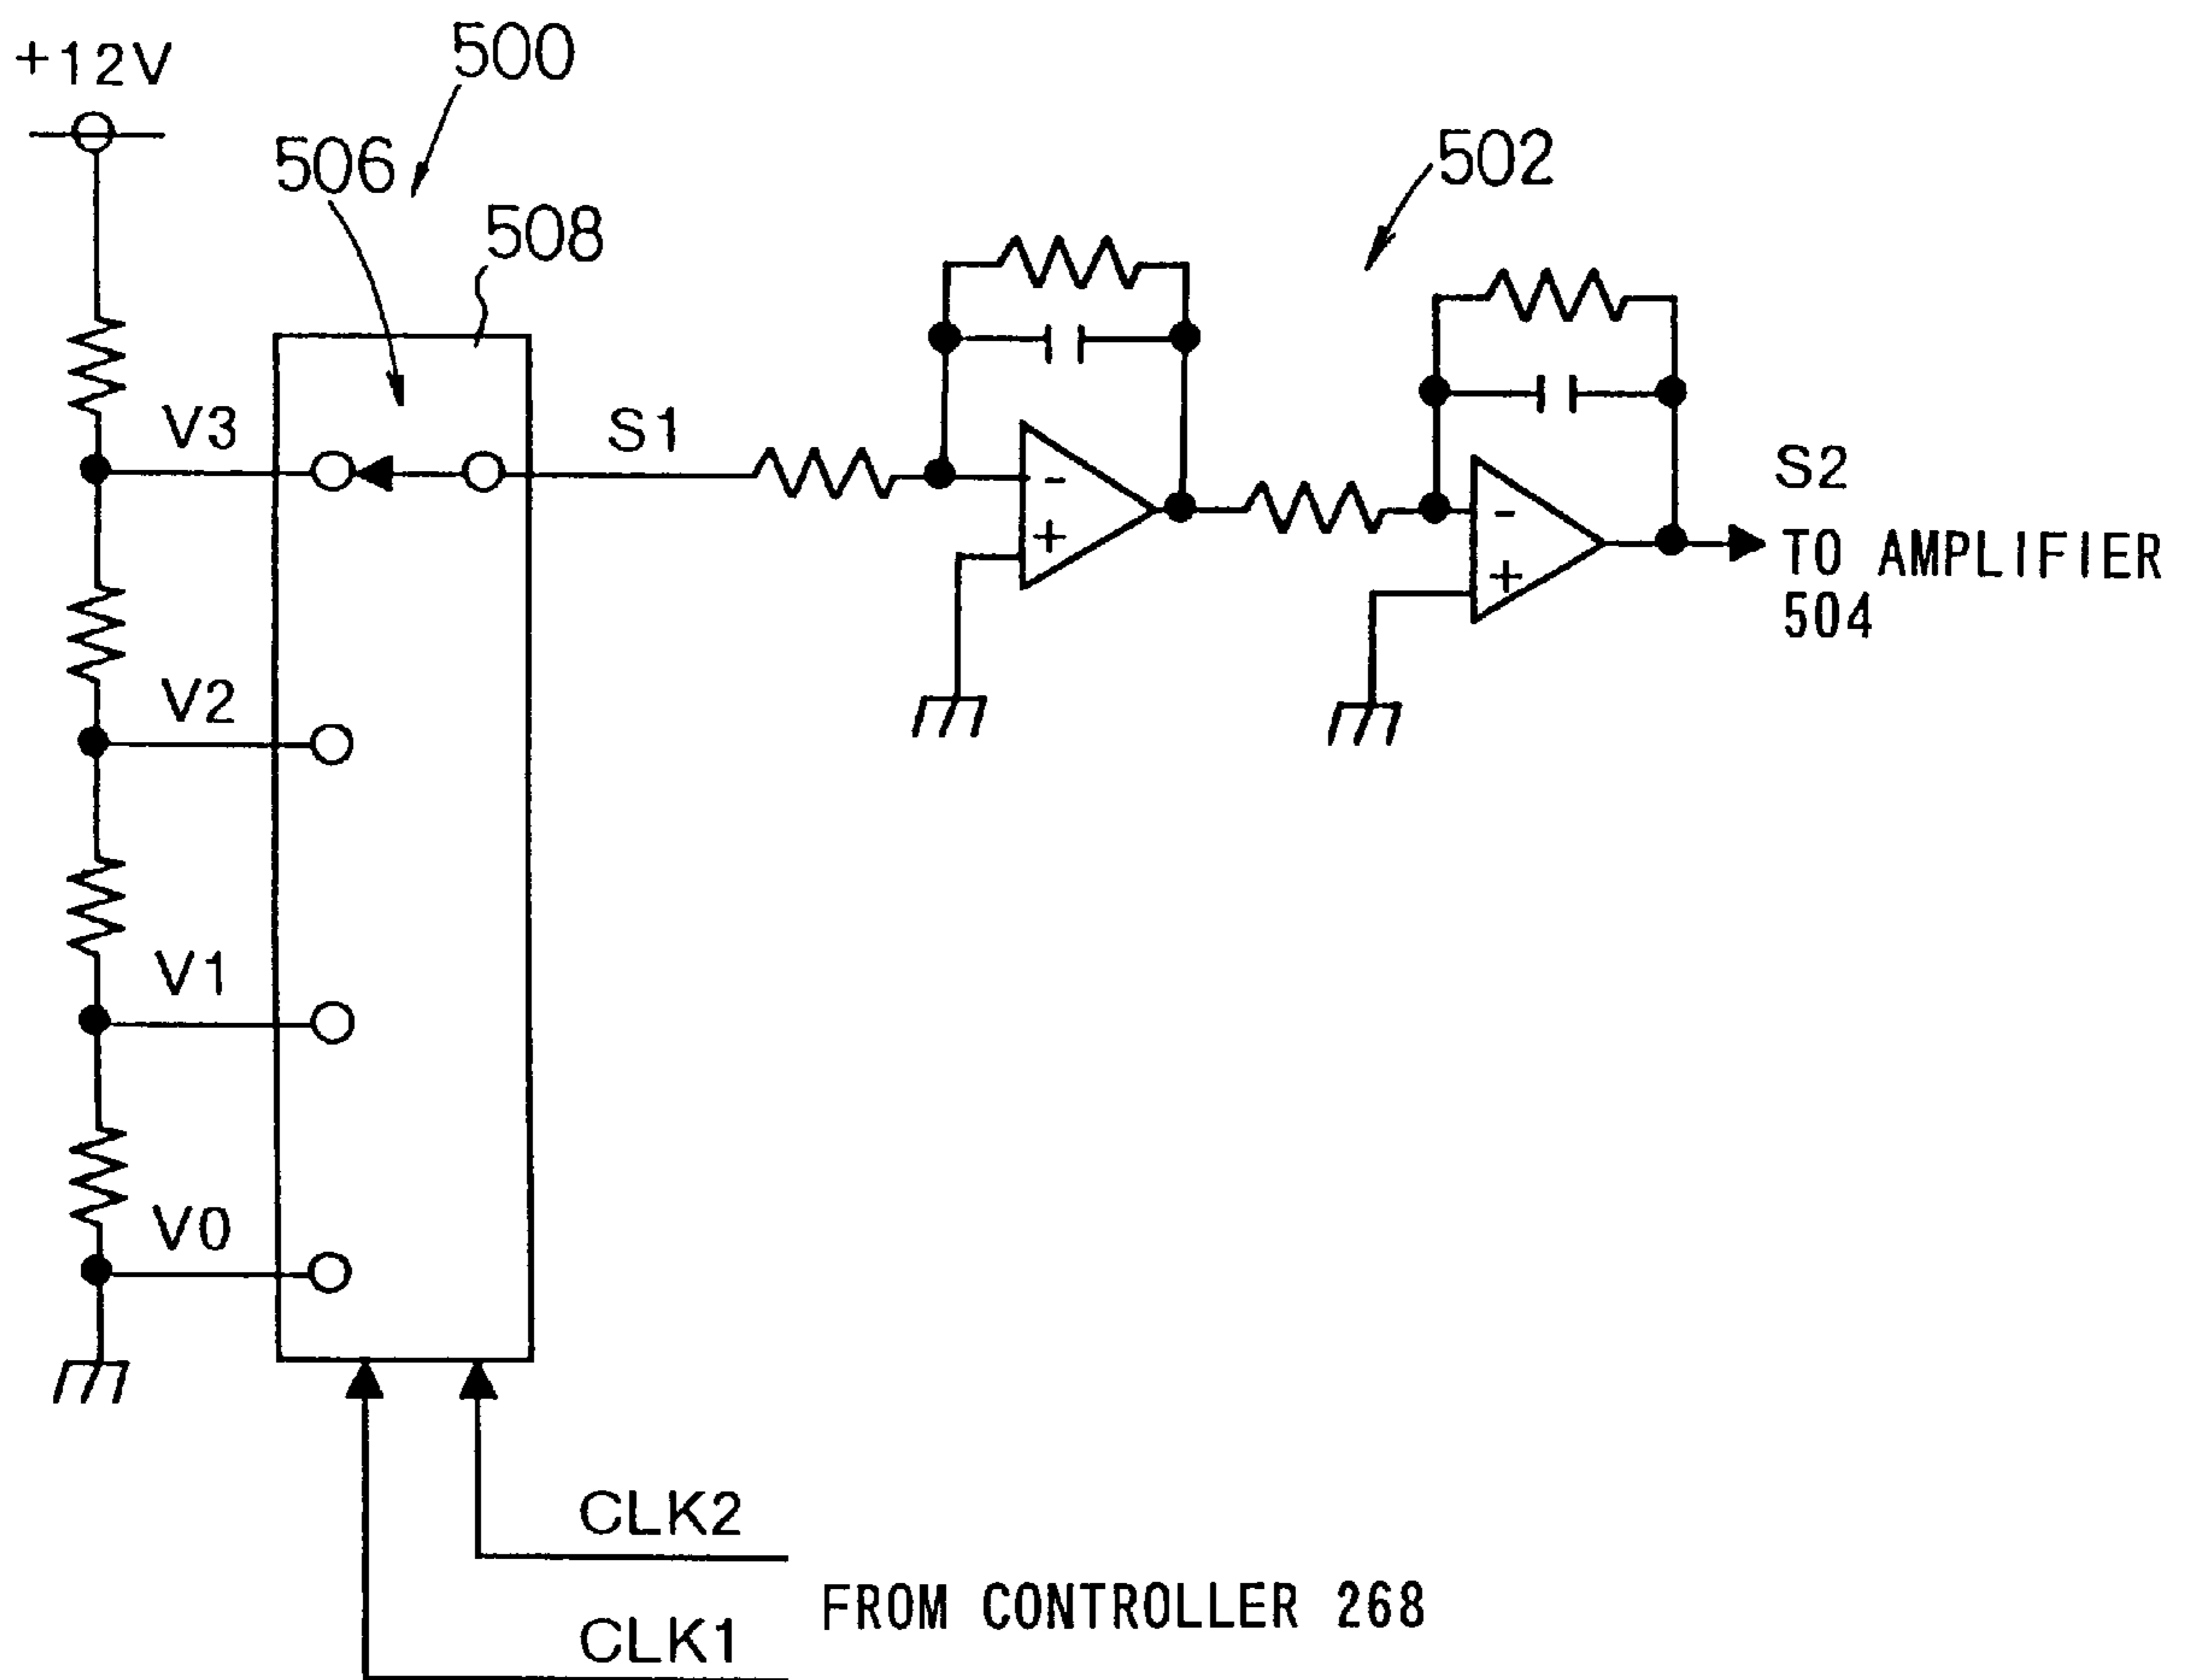 +12V
500
506
508
502
V3
S1
-
+
-
+
S2
TO AMPLIFIER
504
V2
V1
V0
CLK2
FROM CONTROLLER 268
CLK1